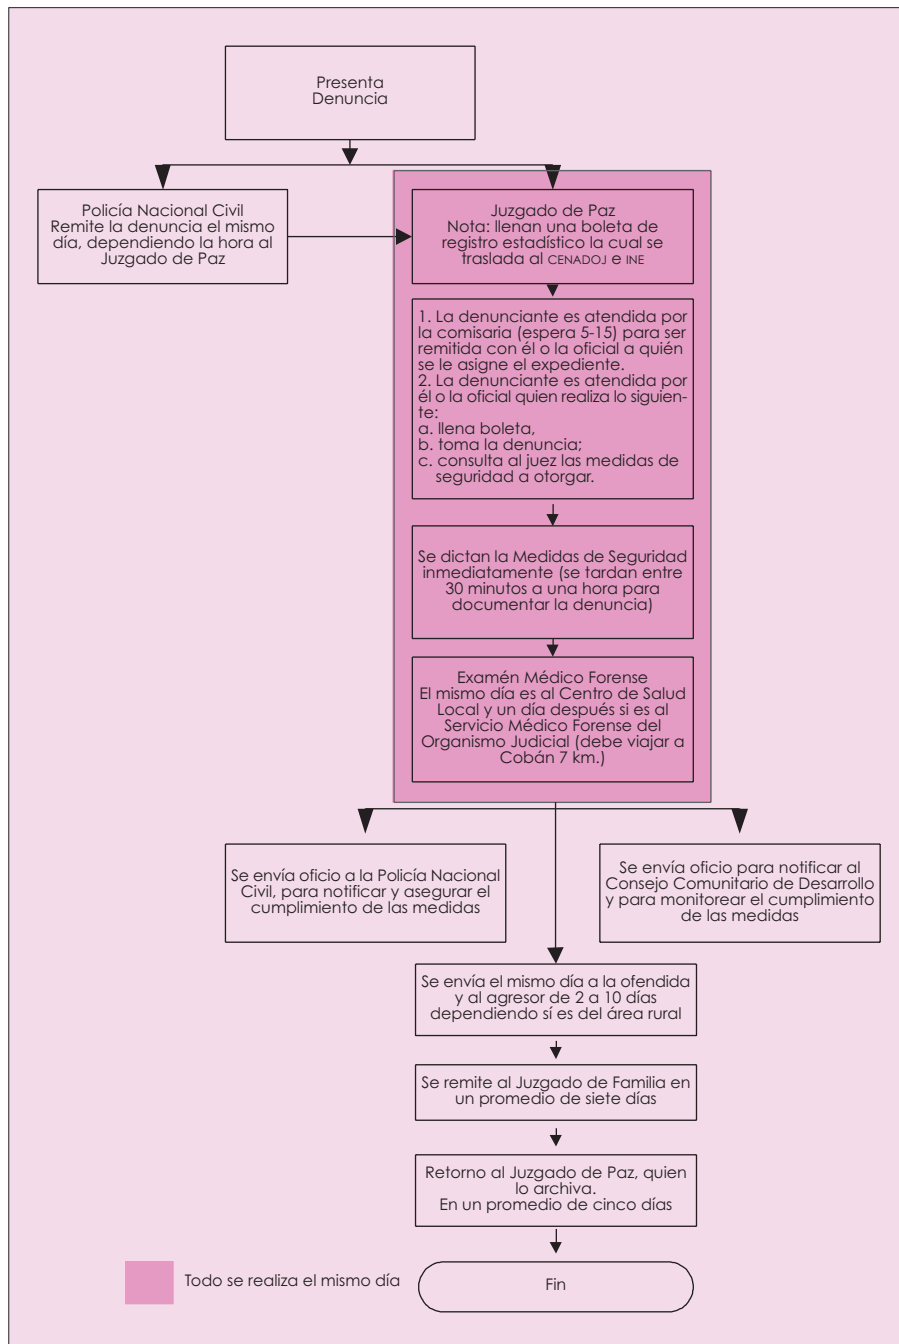 Presenta
Denuncia
Policía Nacional Civil
Remite la denuncia el mismo
día, dependiendo la hora al
Juzgado de Paz
Juzgado de Paz
Nota: llenan una boleta de
registro estadístico la cual se
traslada al CENADOJ e INE
1. La denunciante es atendida por
la comisaria (espera 5-15) para ser
remitida con él o la oficial a quién
se le asigne el expediente.
2. La denunciante es atendida por
él o la oficial quien realiza lo siguien-
te:
a. llena boleta,
b. toma la denuncia;
c. consulta al juez las medidas de
seguridad a otorgar.
Se dictan la Medidas de Seguridad
inmediatamente (se tardan entre
30 minutos a una hora para
documentar la denuncia)
Exámen Médico Forense
El mismo día es al Centro de Salud
Local y un día después si es al
Servicio Médico Forense del
Organismo Judicial (debe viajar a
Cobán 7 km.)
Se envía oficio a la Policía Nacional
Civil, para notificar y asegurar el
cumplimiento de las medidas
Se envía oficio para notificar al
Consejo Comunitario de Desarrollo
y para monitorear el cumplimiento
de las medidas
Se envía el mismo día a la ofendida
y al agresor de 2 a 10 días
dependiendo sí es del área rural
Se remite al Juzgado de Familia en
un promedio de siete días
Retorno al Juzgado de Paz, quien
lo archiva.
En un promedio de cinco días
Fin
Todo se realiza el mismo día